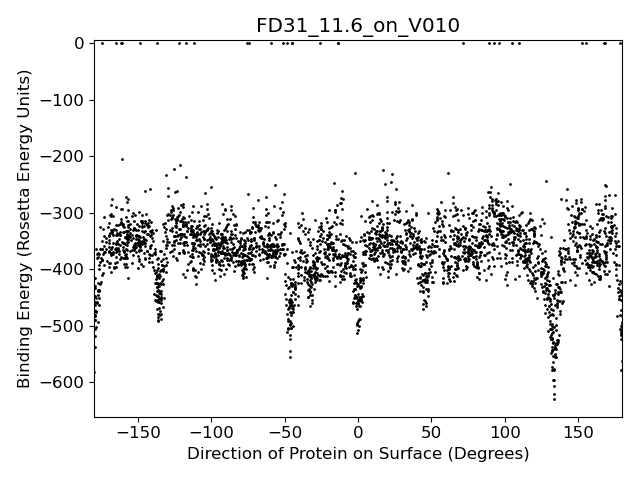 FD31_11.6_on_V010
0
−100
−200
−300
−400
−500
−600
Binding Energy (Rosetta Energy Units)
−150 −100 −50 0 50 100 150
Direction of Protein on Surface (Degrees)